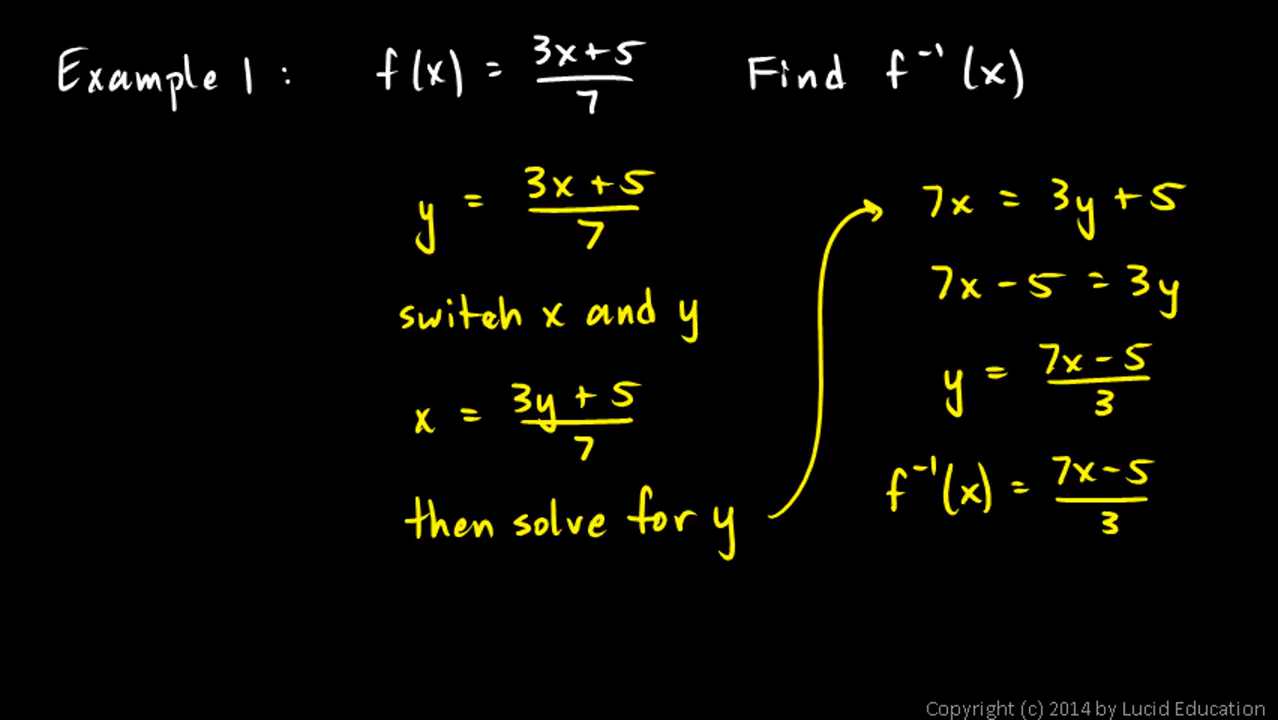 Example 1: f(x) = (3x+5)/7 Find f⁻¹(x)
y = (3x+5)/7
switch x and y
x = (3y+5)/7
then solve for y
7x = 3y+5
7x-5 = 3y
y = (7x-5)/3
f⁻¹(x) = (7x-5)/3
Copyright (c) 2014 by Lucid Education